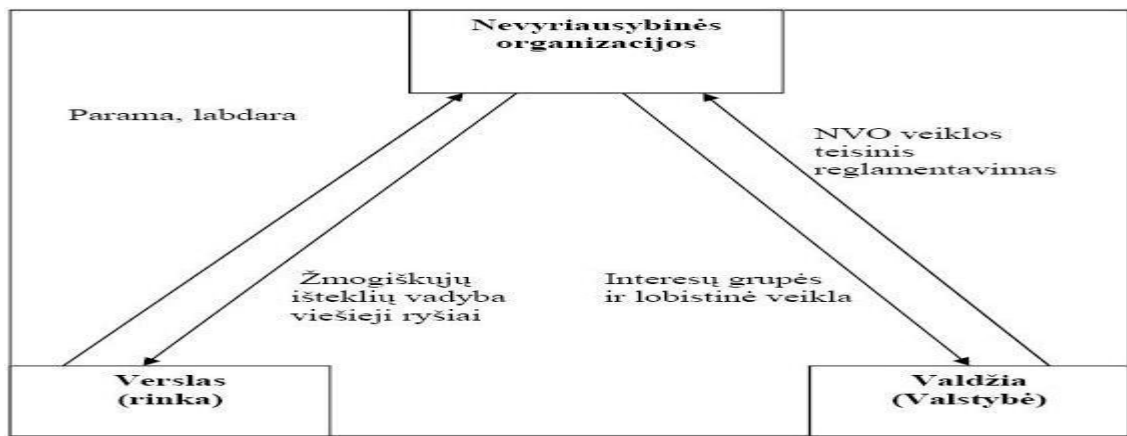 Nevyriausybinės
organizacijos
Parama, labdara
NVO veiklos
teisinis
reglamentavimas
Žmogiškųjų
išteklių vadyba
viešieji ryšiai
Interesų grupės
ir lobistinė veikla
Verslas
(rinka)
Valdžia
(Valstybė)